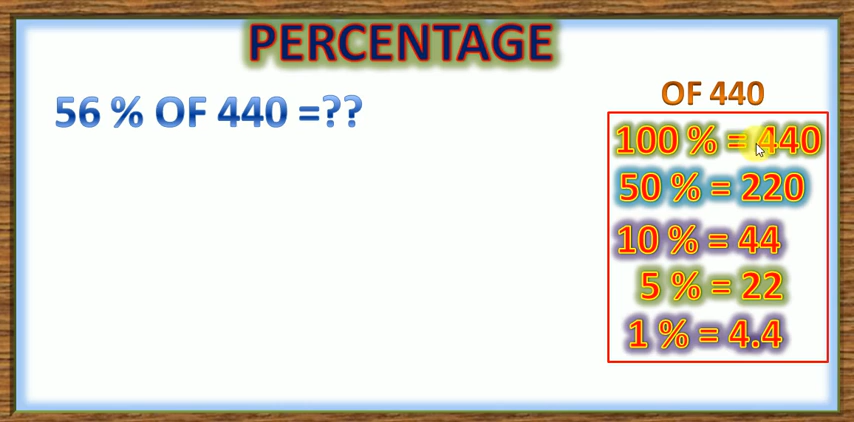 PERCENTAGE
56 % OF 440 =??
OF 440
100 % = 440
50 % = 220
10 % = 44
5 % = 22
1 % = 4.4